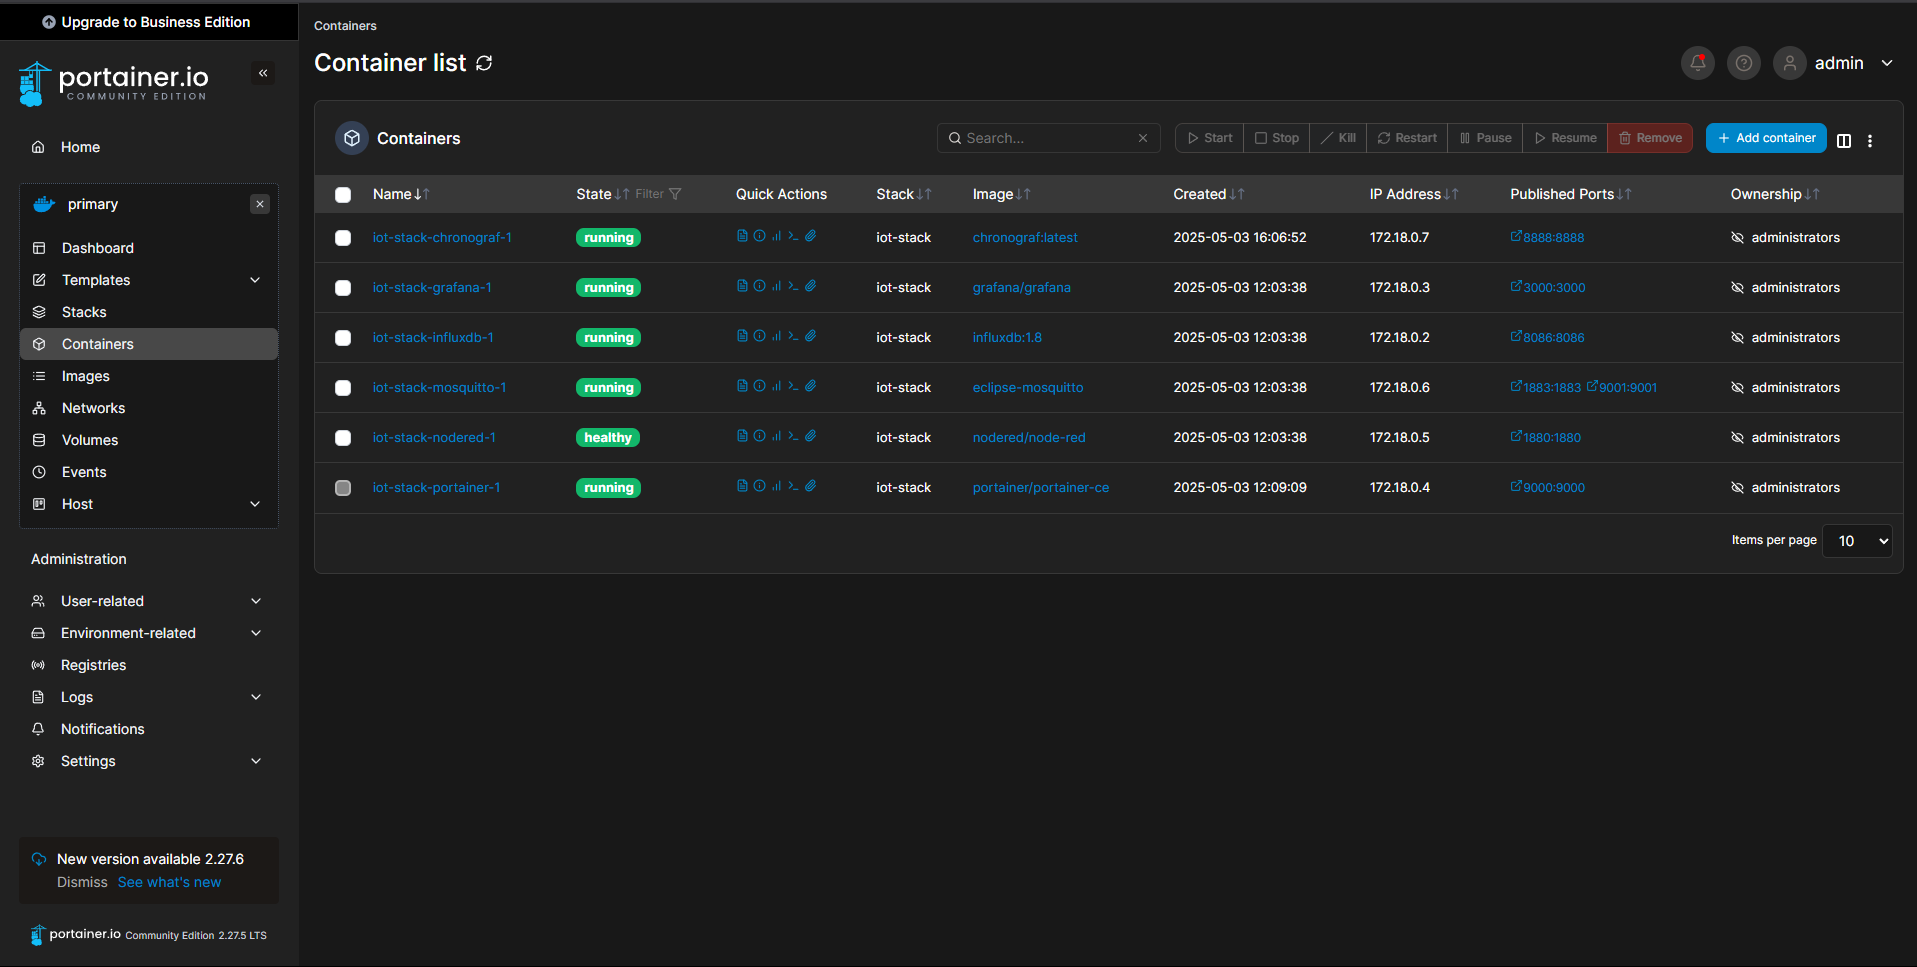 Upgrade to Business Edition
portainer.io
COMMUNITY EDITION
Home
primary
Dashboard
Templates
Stacks
Containers
Images
Networks
Volumes
Events
Host
Administration
User-related
Environment-related
Registries
Logs
Notifications
Settings
New version available 2.27.6
Dismiss See what's new
portainer.io Community Edition 2.27.5 LTS
Containers
Container list
admin
Containers
Search...
Start Stop Kill Restart Pause Resume Remove Add container
Name State Filter Quick Actions Stack Image Created IP Address Published Ports Ownership
iot-stack-chronograf-1 running iot-stack chronograf:latest 2025-05-03 16:06:52 172.18.0.7 8888:8888 administrators
iot-stack-grafana-1 running iot-stack grafana/grafana 2025-05-03 12:03:38 172.18.0.3 3000:3000 administrators
iot-stack-influxdb-1 running iot-stack influxdb:1.8 2025-05-03 12:03:38 172.18.0.2 8086:8086 administrators
iot-stack-mosquitto-1 running iot-stack eclipse-mosquitto 2025-05-03 12:03:38 172.18.0.6 1883:1883 9001:9001 administrators
iot-stack-nodered-1 healthy iot-stack nodered/node-red 2025-05-03 12:03:38 172.18.0.5 1880:1880 administrators
iot-stack-portainer-1 running iot-stack portainer/portainer-ce 2025-05-03 12:09:09 172.18.0.4 9000:9000 administrators
Items per page 10